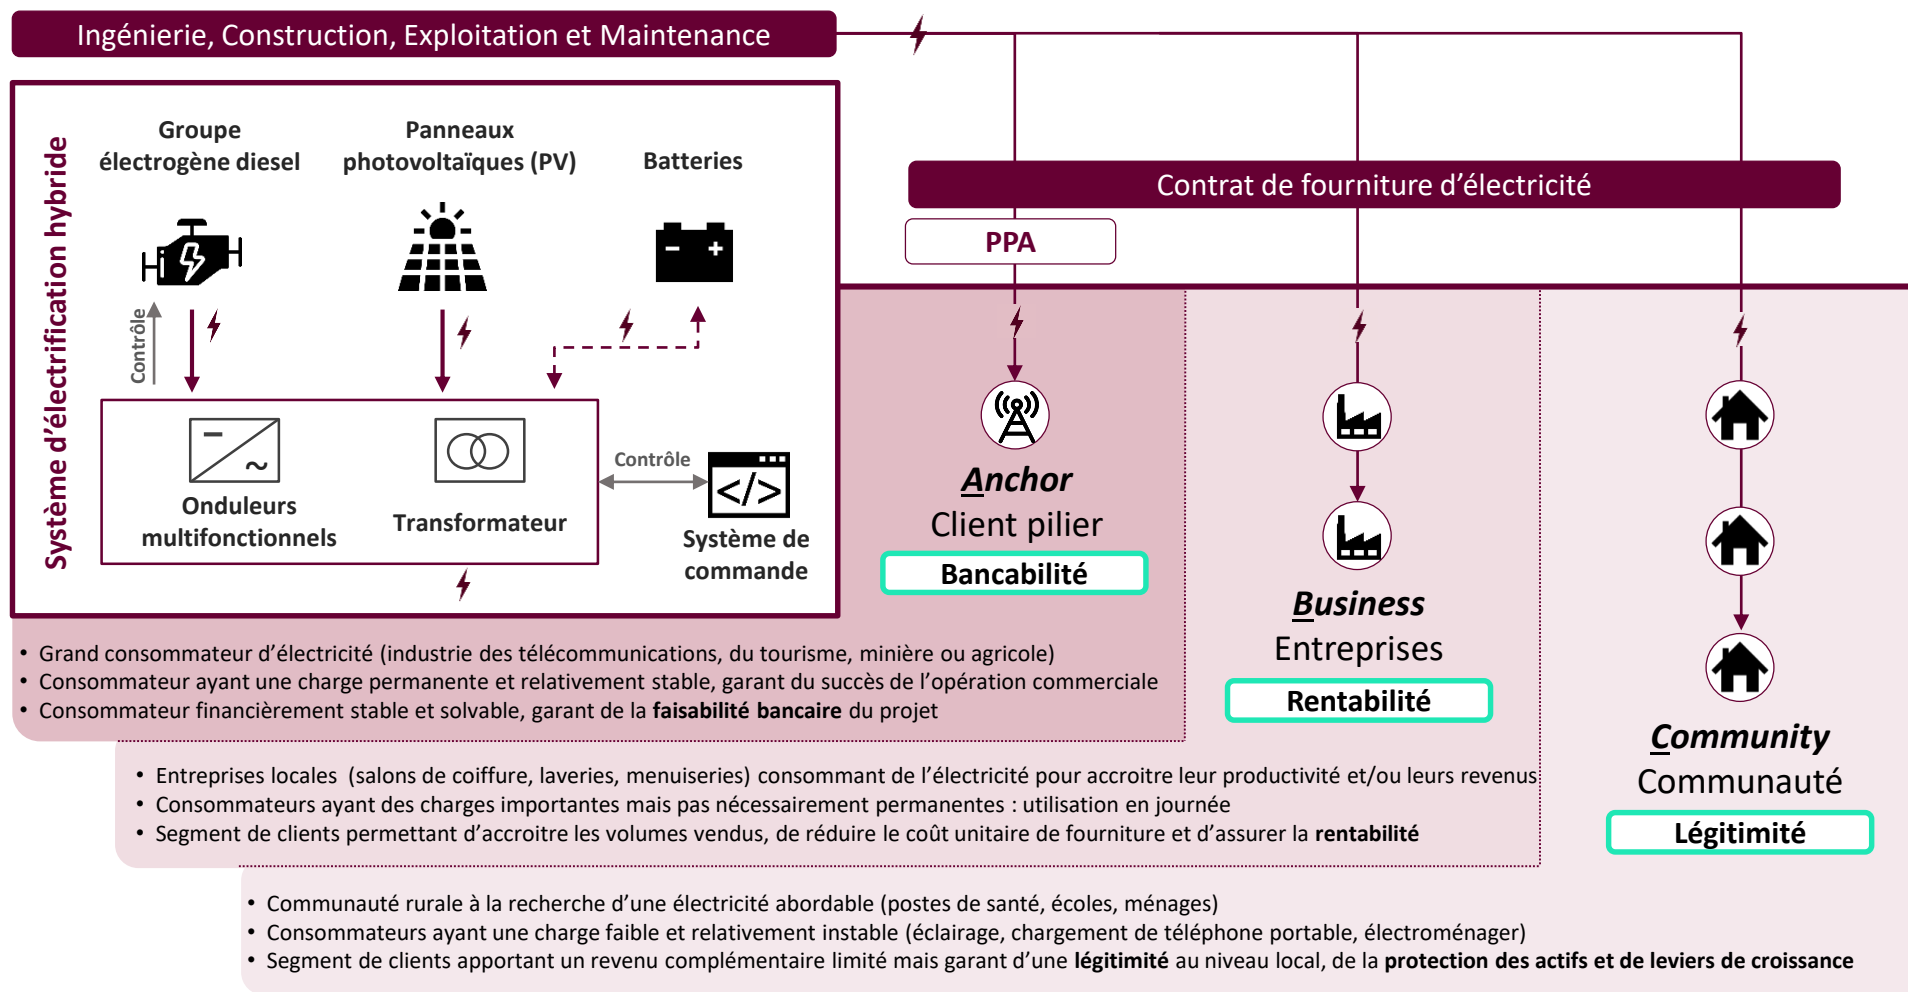 Ingénierie, Construction, Exploitation et Maintenance
Système d'électrification hybride
Groupe
électrogène diesel
Panneaux
photovoltaïques (PV)
Batteries
Contrôle
Onduleurs
multifonctionnels
Transformateur
Contrôle
Système de
commande
Contrat de fourniture d'électricité
PPA
Anchor
Client pilier
Bancabilité
Business
Entreprises
Rentabilité
Community
Communauté
Légitimité
• Grand consommateur d'électricité (industrie des télécommunications, du tourisme, minière ou agricole)
• Consommateur ayant une charge permanente et relativement stable, garant du succès de l'opération commerciale
• Consommateur financièrement stable et solvable, garant de la faisabilité bancaire du projet
• Entreprises locales (salons de coiffure, laveries, menuiseries) consommant de l'électricité pour accroitre leur productivité et/ou leurs revenus
• Consommateurs ayant des charges importantes mais pas nécessairement permanentes : utilisation en journée
• Segment de clients permettant d'accroitre les volumes vendus, de réduire le coût unitaire de fourniture et d'assurer la rentabilité
• Communauté rurale à la recherche d'une électricité abordable (postes de santé, écoles, ménages)
• Consommateurs ayant une charge faible et relativement instable (éclairage, chargement de téléphone portable, électroménager)
• Segment de clients apportant un revenu complémentaire limité mais garant d'une légitimité au niveau local, de la protection des actifs et de leviers de croissance